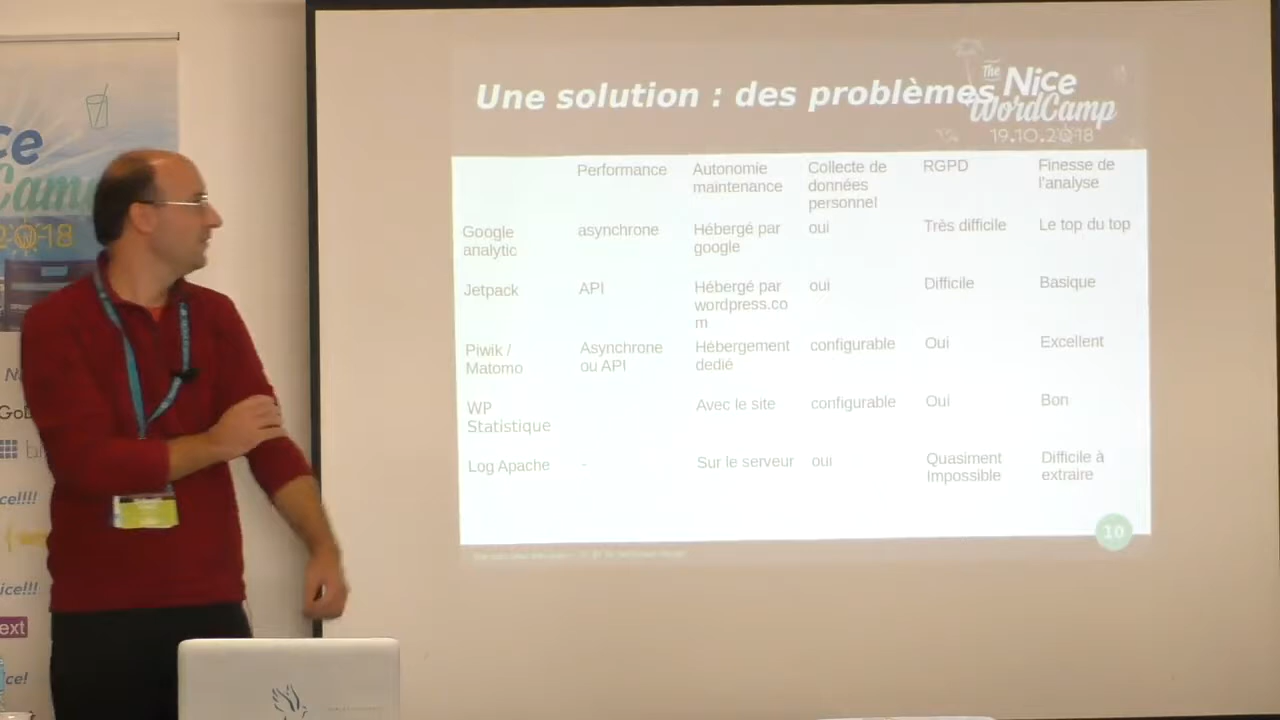 Une solution : des problèmes
The Nice
WordCamp
19.10.2018
Performance
Autonomie
maintenance
Collecte de
données
personnel
RGPD
Finesse de
l'analyse
Google
analytic
asynchrone
Hébergé par
google
oui
Très difficile
Le top du top
Jetpack
API
Hébergé par
wordpress.co
m
oui
Difficile
Basique
Piwik /
Matomo
Asynchrone
ou API
Hébergement
dedié
configurable
Oui
Excellent
WP
Statistique
Avec le site
configurable
Oui
Bon
Log Apache
-
Sur le serveur
oui
Quasiment
Impossible
Difficile à
extraire
10
ce
Camp
2018
ce!!!!
ice!!!
ext
ce!